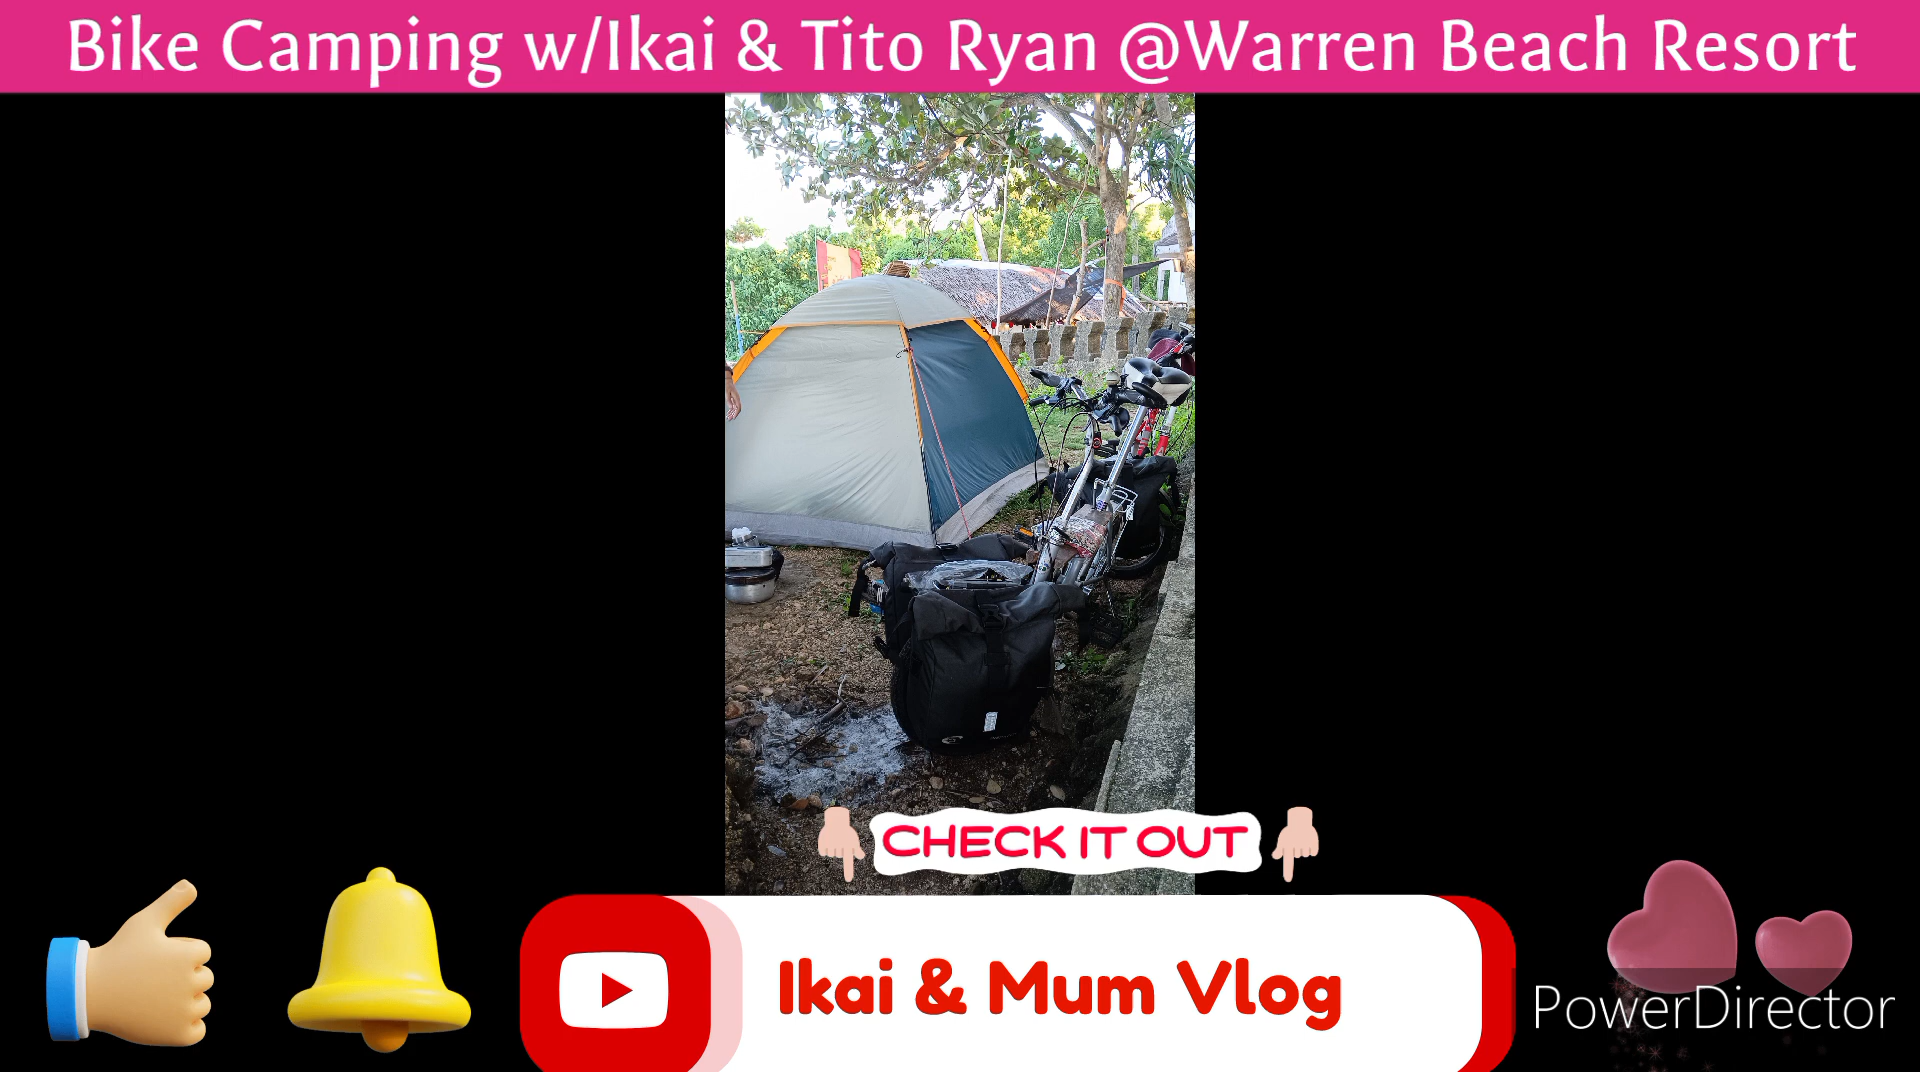 Bike Camping w/Ikai & Tito Ryan @Warren Beach Resort
CHECK IT OUT
Ikai & Mum Vlog
PowerDirector